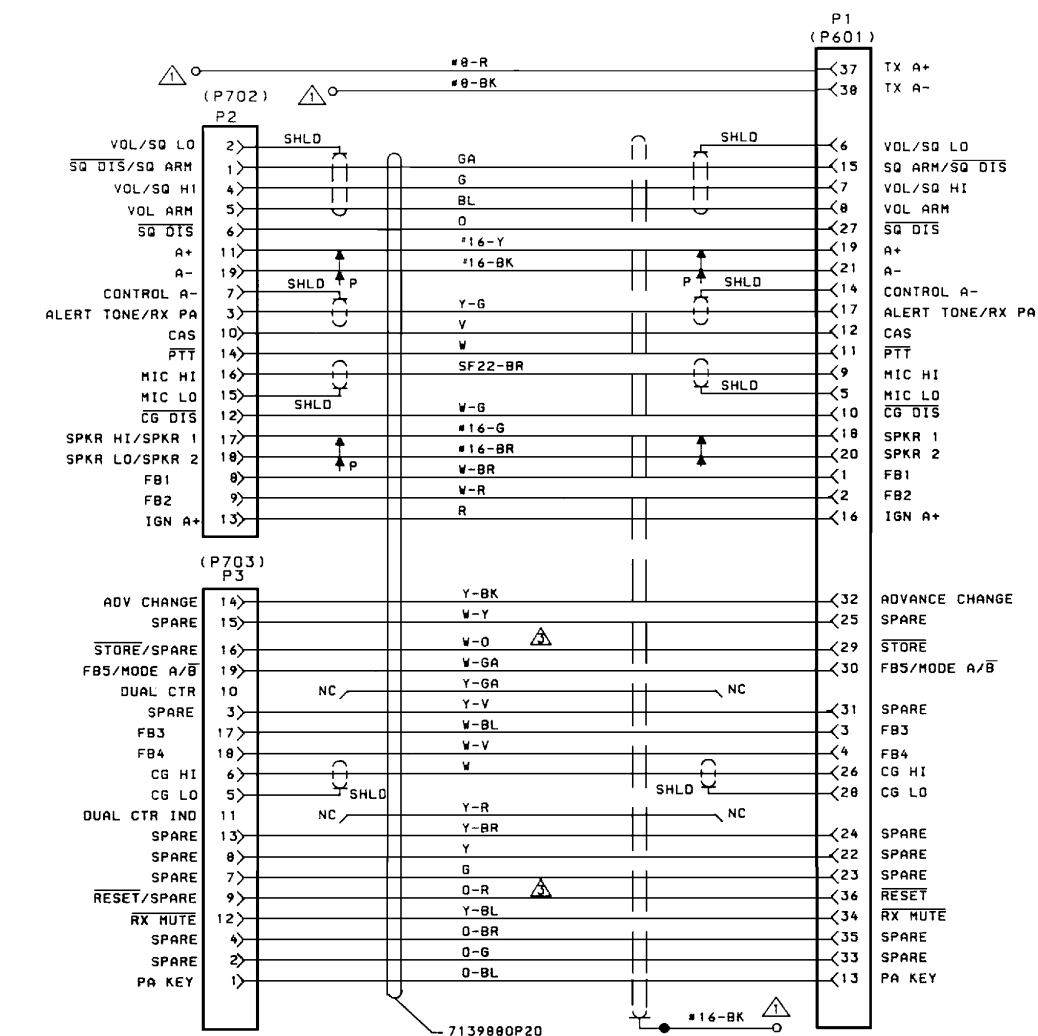 P1
(P601)
#8-R 37 TX A+
1
#8-BK 38 TX A-
1
(P702)
P2
VOL/SQ LO 2 SHLD SHLD 6 VOL/SQ LO
SQ DIS/SQ ARM 1 GA 15 SQ ARM/SQ DIS
VOL/SQ HI 4 G 7 VOL/SQ HI
VOL ARM 5 BL 8 VOL ARM
SQ DIS 6 O 27 SQ DIS
A+ 11 #16-Y 19 A+
A- 19 #16-BK 21 A-
P P
CONTROL A- 7 SHLD SHLD 14 CONTROL A-
ALERT TONE/RX PA 3 Y-G 17 ALERT TONE/RX PA
CAS 10 V 12 CAS
PTT 14 W 11 PTT
MIC HI 16 SF22-BR 9 MIC HI
MIC LO 15 SHLD SHLD 5 MIC LO
CG DIS 12 W-G 10 CG DIS
SPKR HI/SPKR 1 17 #16-G 18 SPKR 1
SPKR LO/SPKR 2 18 #16-BR 20 SPKR 2
P
FB1 8 W-BR 1 FB1
FB2 9 W-R 2 FB2
IGN A+ 13 R 16 IGN A+
(P703)
P3
ADV CHANGE 14 Y-BK 32 ADVANCE CHANGE
SPARE 15 W-Y 25 SPARE
STORE/SPARE 16 W-O 3 29 STORE
FB5/MODE A/B 19 W-GA 30 FB5/MODE A/B
DUAL CTR 10 NC Y-GA NC
SPARE 3 Y-V 31 SPARE
FB3 17 W-BL 3 FB3
FB4 18 W-V 4 FB4
CG HI 6 W 26 CG HI
CG LO 5 SHLD SHLD 28 CG LO
DUAL CTR IND 11 NC Y-R NC
SPARE 13 Y-BR 24 SPARE
SPARE 8 Y 22 SPARE
SPARE 7 G 23 SPARE
RESET/SPARE 9 O-R 3 36 RESET
RX MUTE 12 Y-BL 34 RX MUTE
SPARE 4 O-BR 35 SPARE
SPARE 2 O-G 33 SPARE
PA KEY 1 O-BL 13 PA KEY
#16-BK 1
7139880P20